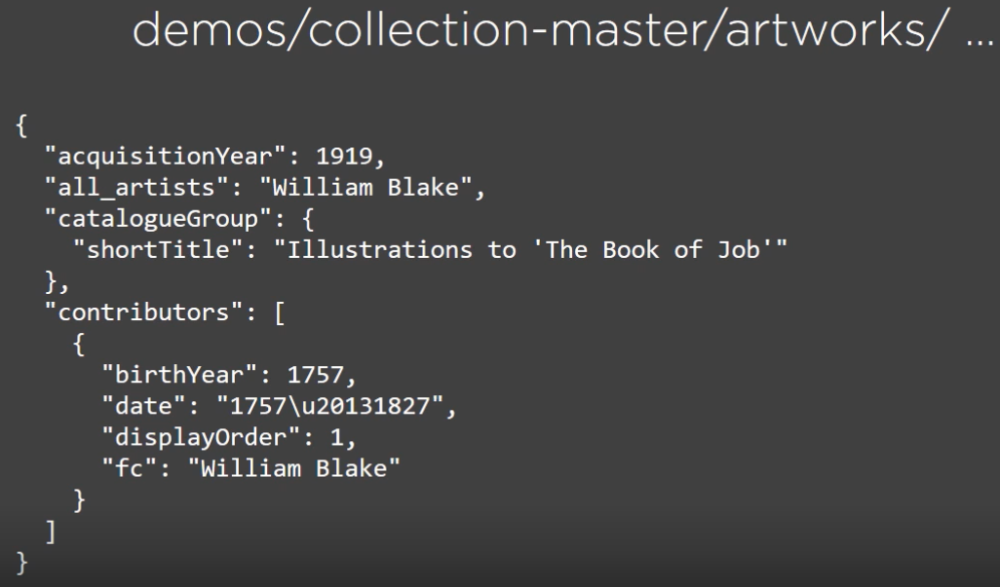 demos/collection-master/artworks/ ...
{
  "acquisitionYear": 1919,
  "all_artists": "William Blake",
  "catalogueGroup": {
    "shortTitle": "Illustrations to 'The Book of Job'"
  },
  "contributors": [
    {
      "birthYear": 1757,
      "date": "1757\u20131827",
      "displayOrder": 1,
      "fc": "William Blake"
    }
  ]
}